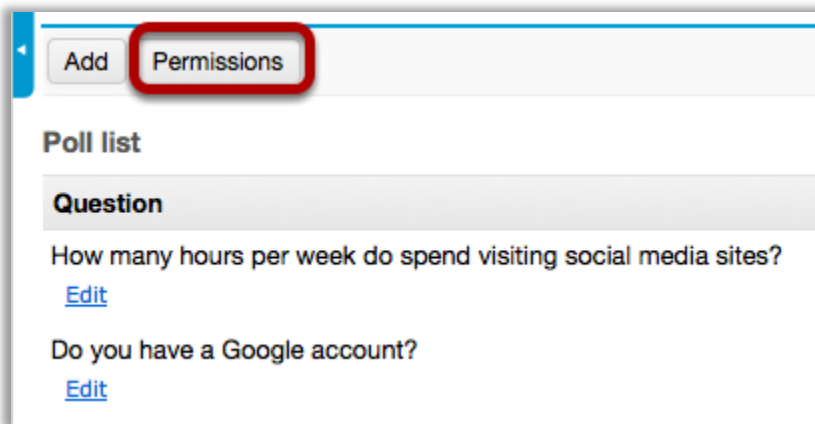 Add Permissions
Poll list
Question
How many hours per week do spend visiting social media sites?
Edit
Do you have a Google account?
Edit